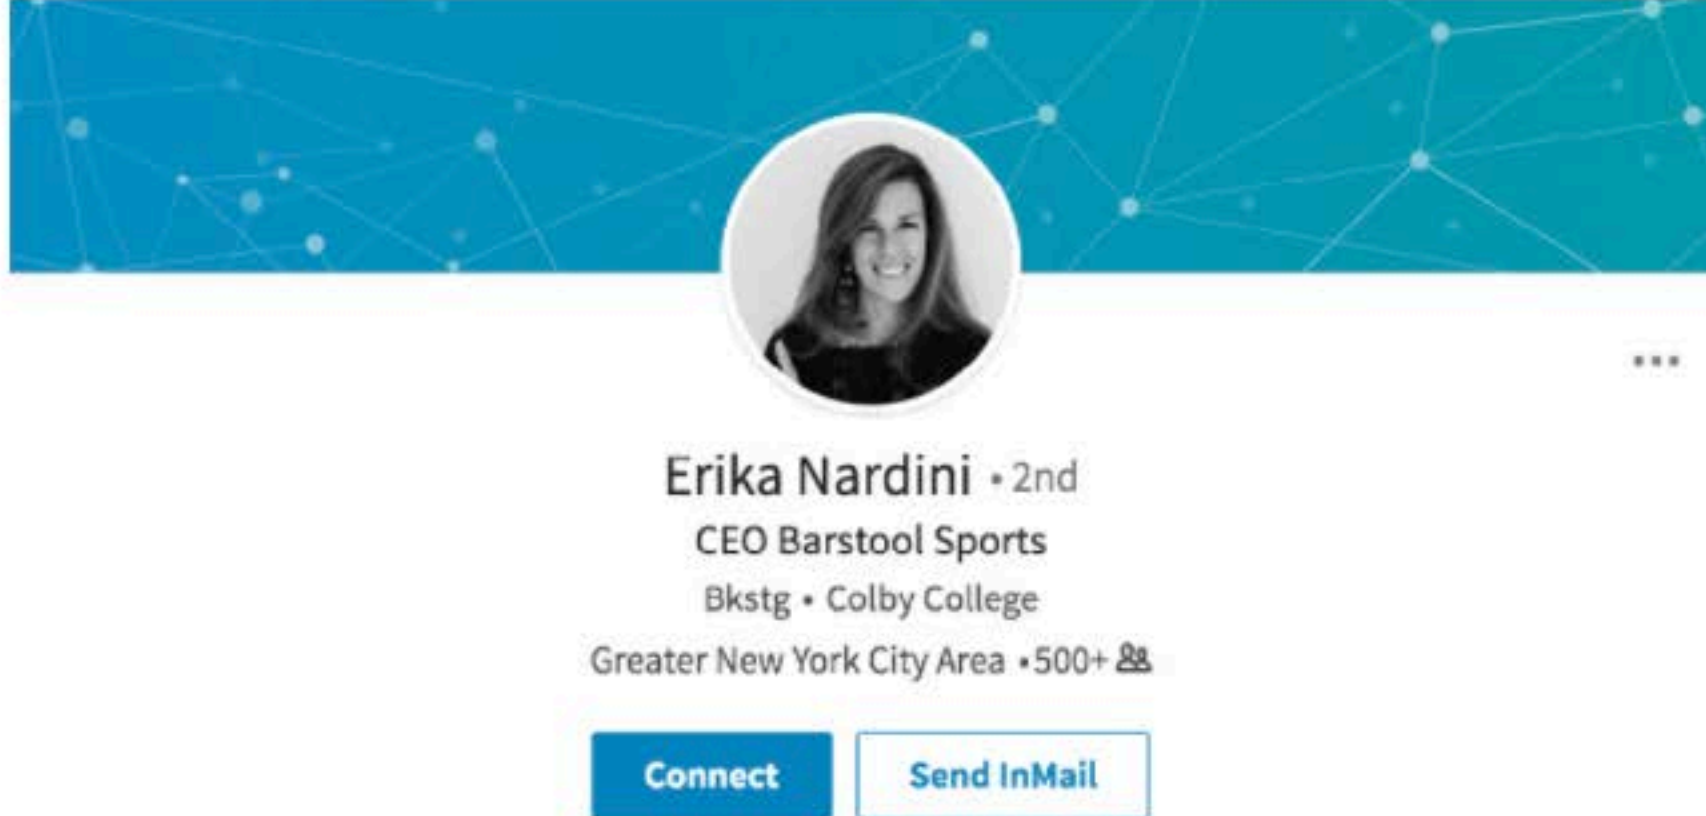 Erika Nardini • 2nd
CEO Barstool Sports
Bkstg • Colby College
Greater New York City Area • 500+
Connect
Send InMail